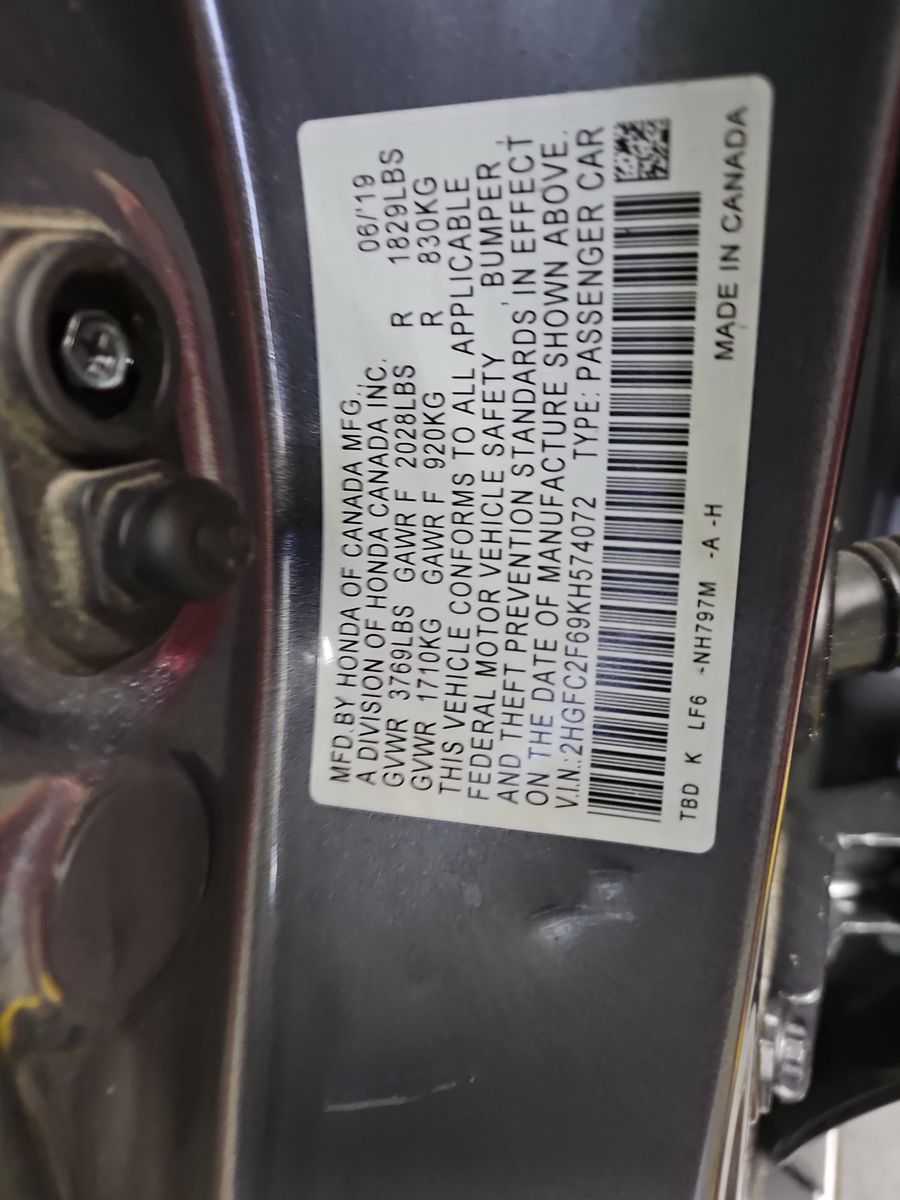 MFD. BY HONDA OF CANADA MFG.,
A DIVISION OF HONDA CANADA INC. 06/'19
GVWR 3769LBS GAWR F 2028LBS R 1829LBS
GVWR 1710KG GAWR F 920KG R 830KG
THIS VEHICLE CONFORMS TO ALL APPLICABLE
FEDERAL MOTOR VEHICLE SAFETY, BUMPER,
AND THEFT PREVENTION STANDARDS IN EFFECT
ON THE DATE OF MANUFACTURE SHOWN ABOVE.
V.I.N.: 2HGFC2F69KH574072 TYPE: PASSENGER CAR
TBD K LF6 -NH797M -A -H MADE IN CANADA